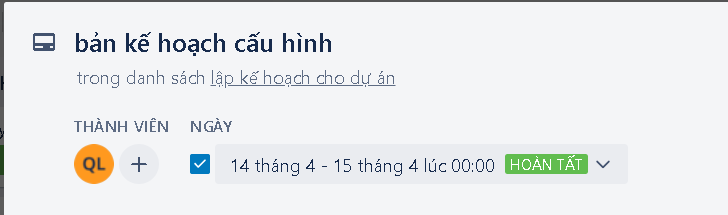 bản kế hoạch cấu hình
trong danh sách lập kế hoạch cho dự án
THÀNH VIÊN NGÀY
QL + 14 tháng 4 - 15 tháng 4 lúc 00:00 HOÀN TẤT